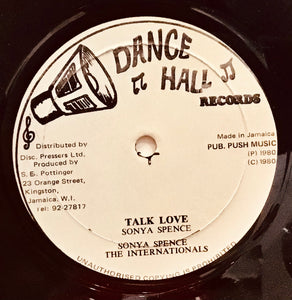 DANCE
HALL
RECORDS
Distributed by
Disc. Pressers Ltd.
Produced by
S. E. Pottinger
23 Orange Street,
Kingston,
Jamaica, W.I.
Tel: 92-27817
Made in Jamaica
PUB. PUSH MUSIC
(P) 1980
(C) 1980
TALK LOVE
SONYA SPENCE
SONYA SPENCE
THE INTERNATIONALS
UNAUTHORISED COPYING IS PROHIBITED